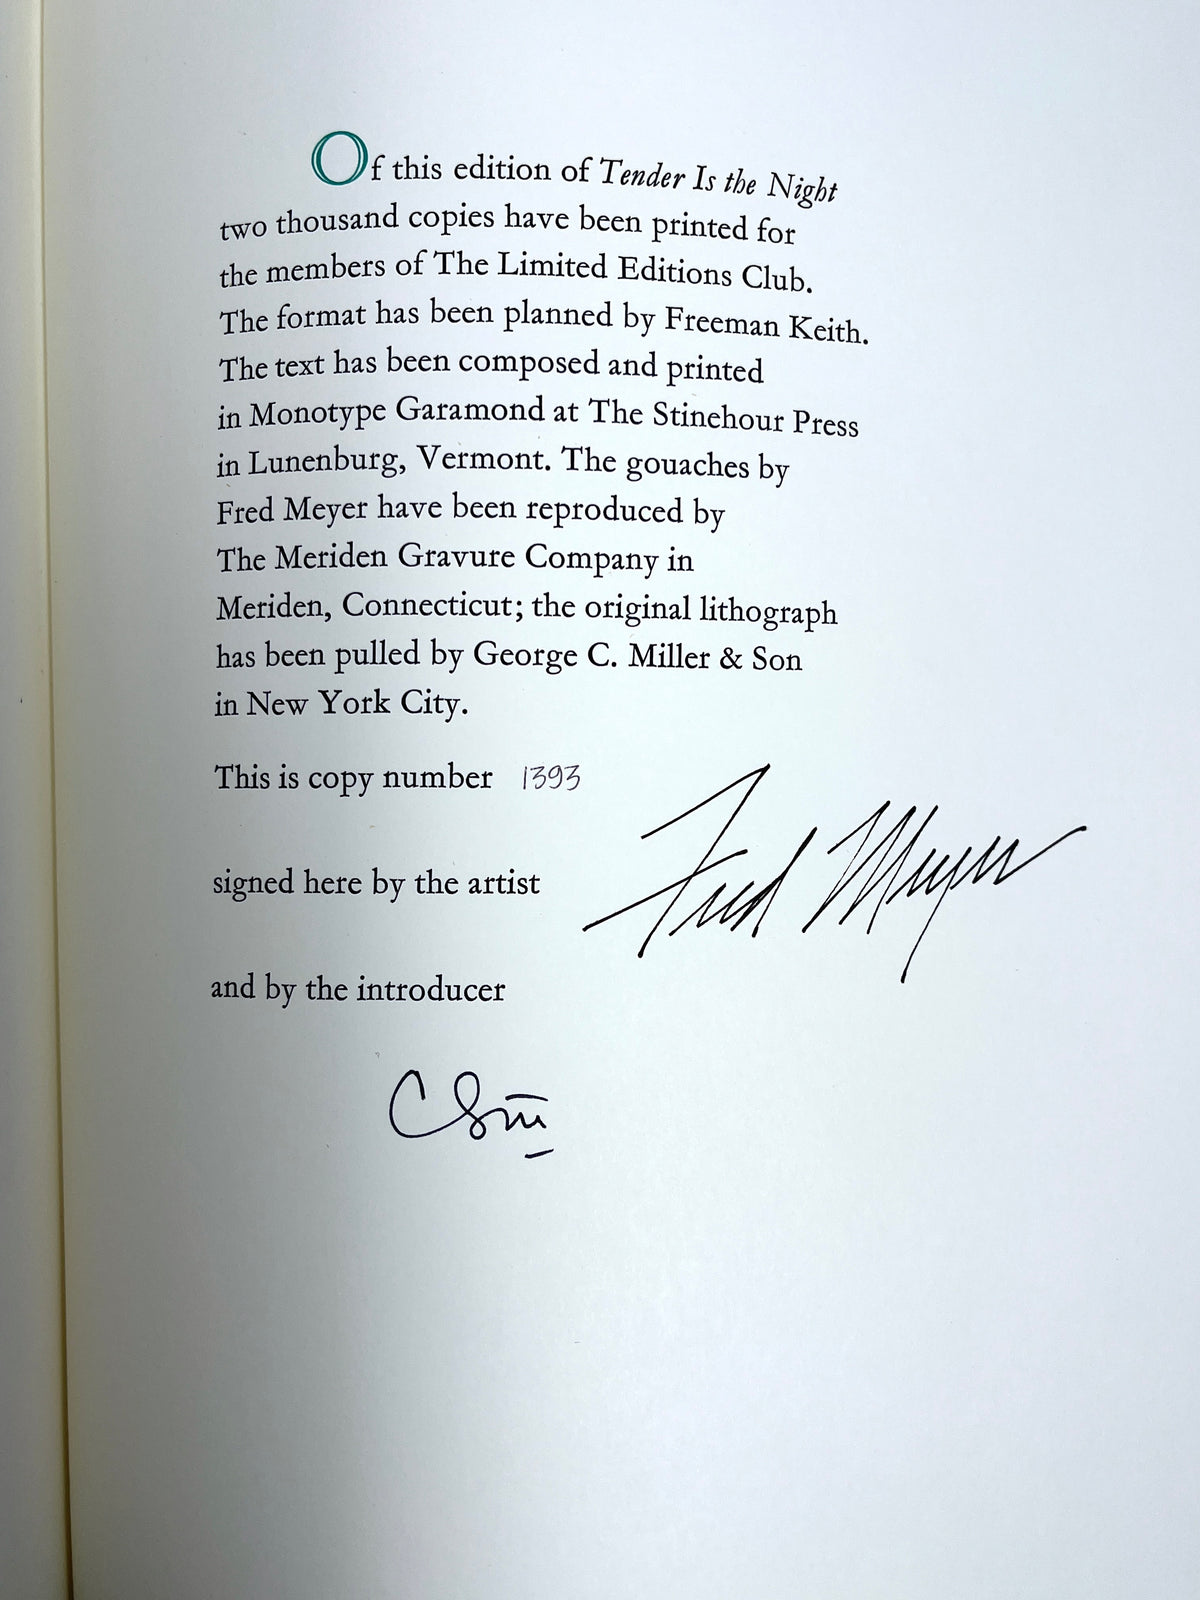 Of this edition of Tender Is the Night
two thousand copies have been printed for
the members of The Limited Editions Club.
The format has been planned by Freeman Keith.
The text has been composed and printed
in Monotype Garamond at The Stinehour Press
in Lunenburg, Vermont. The gouaches by
Fred Meyer have been reproduced by
The Meriden Gravure Company in
Meriden, Connecticut; the original lithograph
has been pulled by George C. Miller & Son
in New York City.
This is copy number 1393
signed here by the artist Fred Meyer
and by the introducer